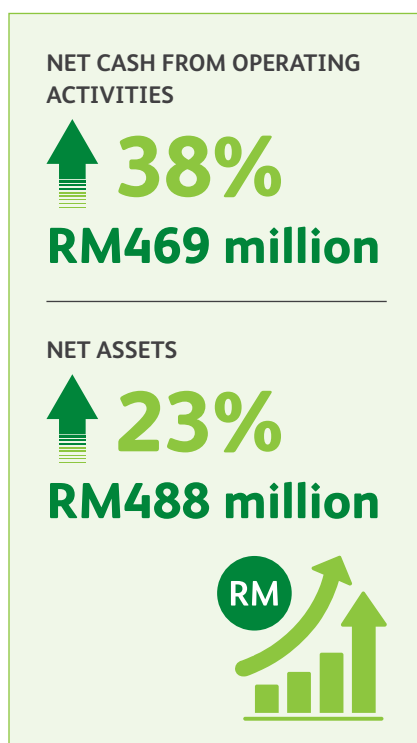 NET CASH FROM OPERATING
ACTIVITIES
38%
RM469 million
NET ASSETS
23%
RM488 million
RM